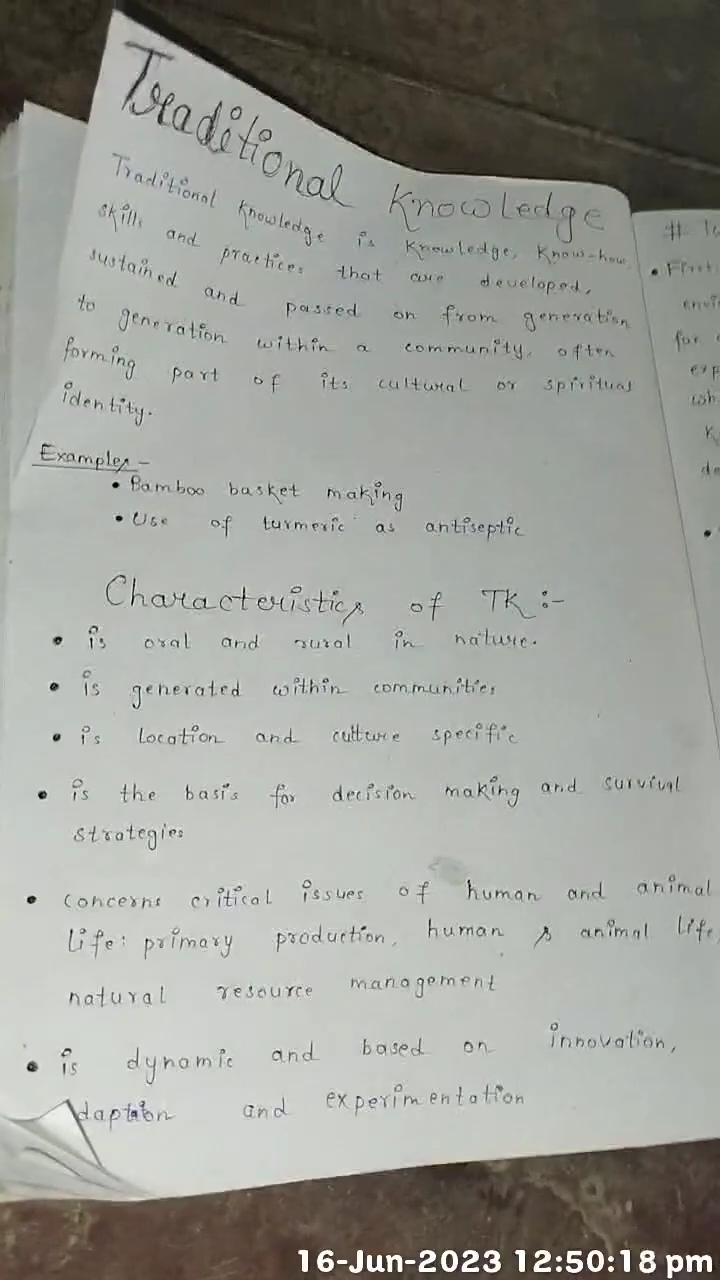 Traditional Knowledge
Traditional Knowledge is Knowledge, Know-how
skills and practices that are developed,
sustained and passed on from generation
to generation within a community, often
forming part of its cultural or spiritual
identity.
Examples -
• Bamboo basket making
• Use of turmeric as antiseptic
Characteristics of TK :-
• is oral and rural in nature.
• is generated within communities
• is location and culture specific
• is the basis for decision making and survival
strategies
• concerns critical issues of human and animal
life: primary production, human & animal life,
natural resource management
• is dynamic and based on innovation,
daption and experimentation
#
• First
for
16-Jun-2023 12:50:18 pm